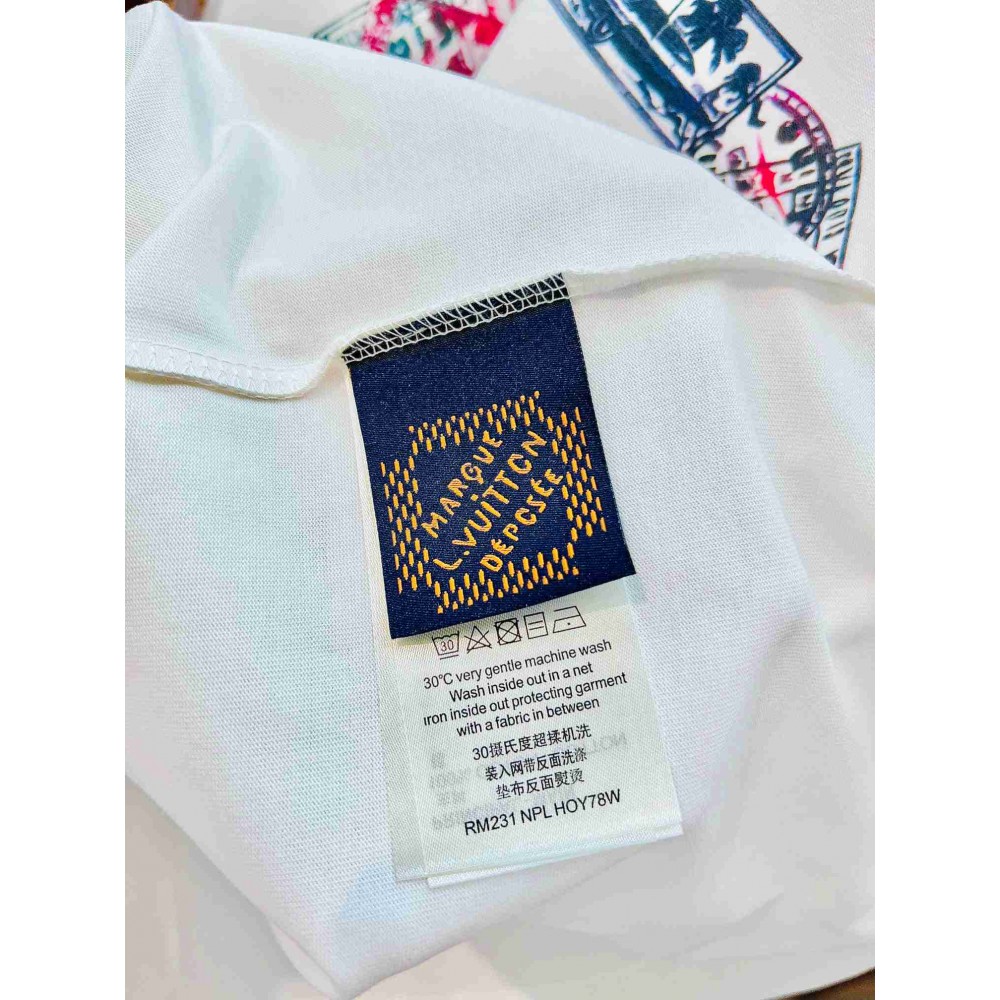 MARQUE
L.VUITTON
DEPOSÉE
30
30°C very gentle machine wash
Wash inside out in a net
iron inside out protecting garment
with a fabric in between
30摄氏度超揉机洗
装入网带反面洗涤
垫布反面熨烫
RM231 NPL HOY78W